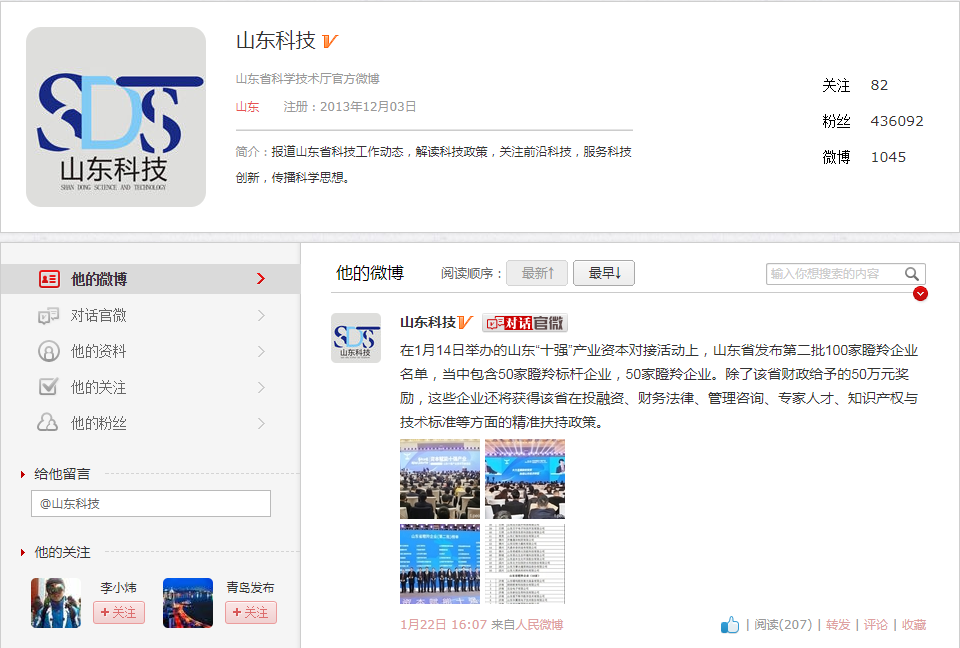 SDS
山东科技
SHAN DONG SCIENCE AND TECHNOLOGY
山东科技 V
山东省科学技术厅官方微博
山东 注册：2013年12月03日
简介：报道山东省科技工作动态，解读科技政策，关注前沿科技，服务科技
创新，传播科学思想。
关注 82
粉丝 436092
微博 1045
他的微博
对话官微
他的资料
他的关注
他的粉丝
给他留言
@山东科技
他的关注
李小炜
+关注
青岛发布
+关注
他的微博 阅读顺序： 最新↑ 最早↓ 输入你想搜索的内容
SDS
山东科技
山东科技V 对话官微
在1月14日举办的山东“十强”产业资本对接活动上，山东省发布第二批100家瞪羚企业
名单，当中包含50家瞪羚标杆企业，50家瞪羚企业。除了该省财政给予的50万元奖
励，这些企业还将获得该省在投融资、财务法律、管理咨询、专家人才、知识产权与
技术标准等方面的精准扶持政策。
1月22日 16:07 来自人民微博
| 阅读(207) | 转发 | 评论 | 收藏